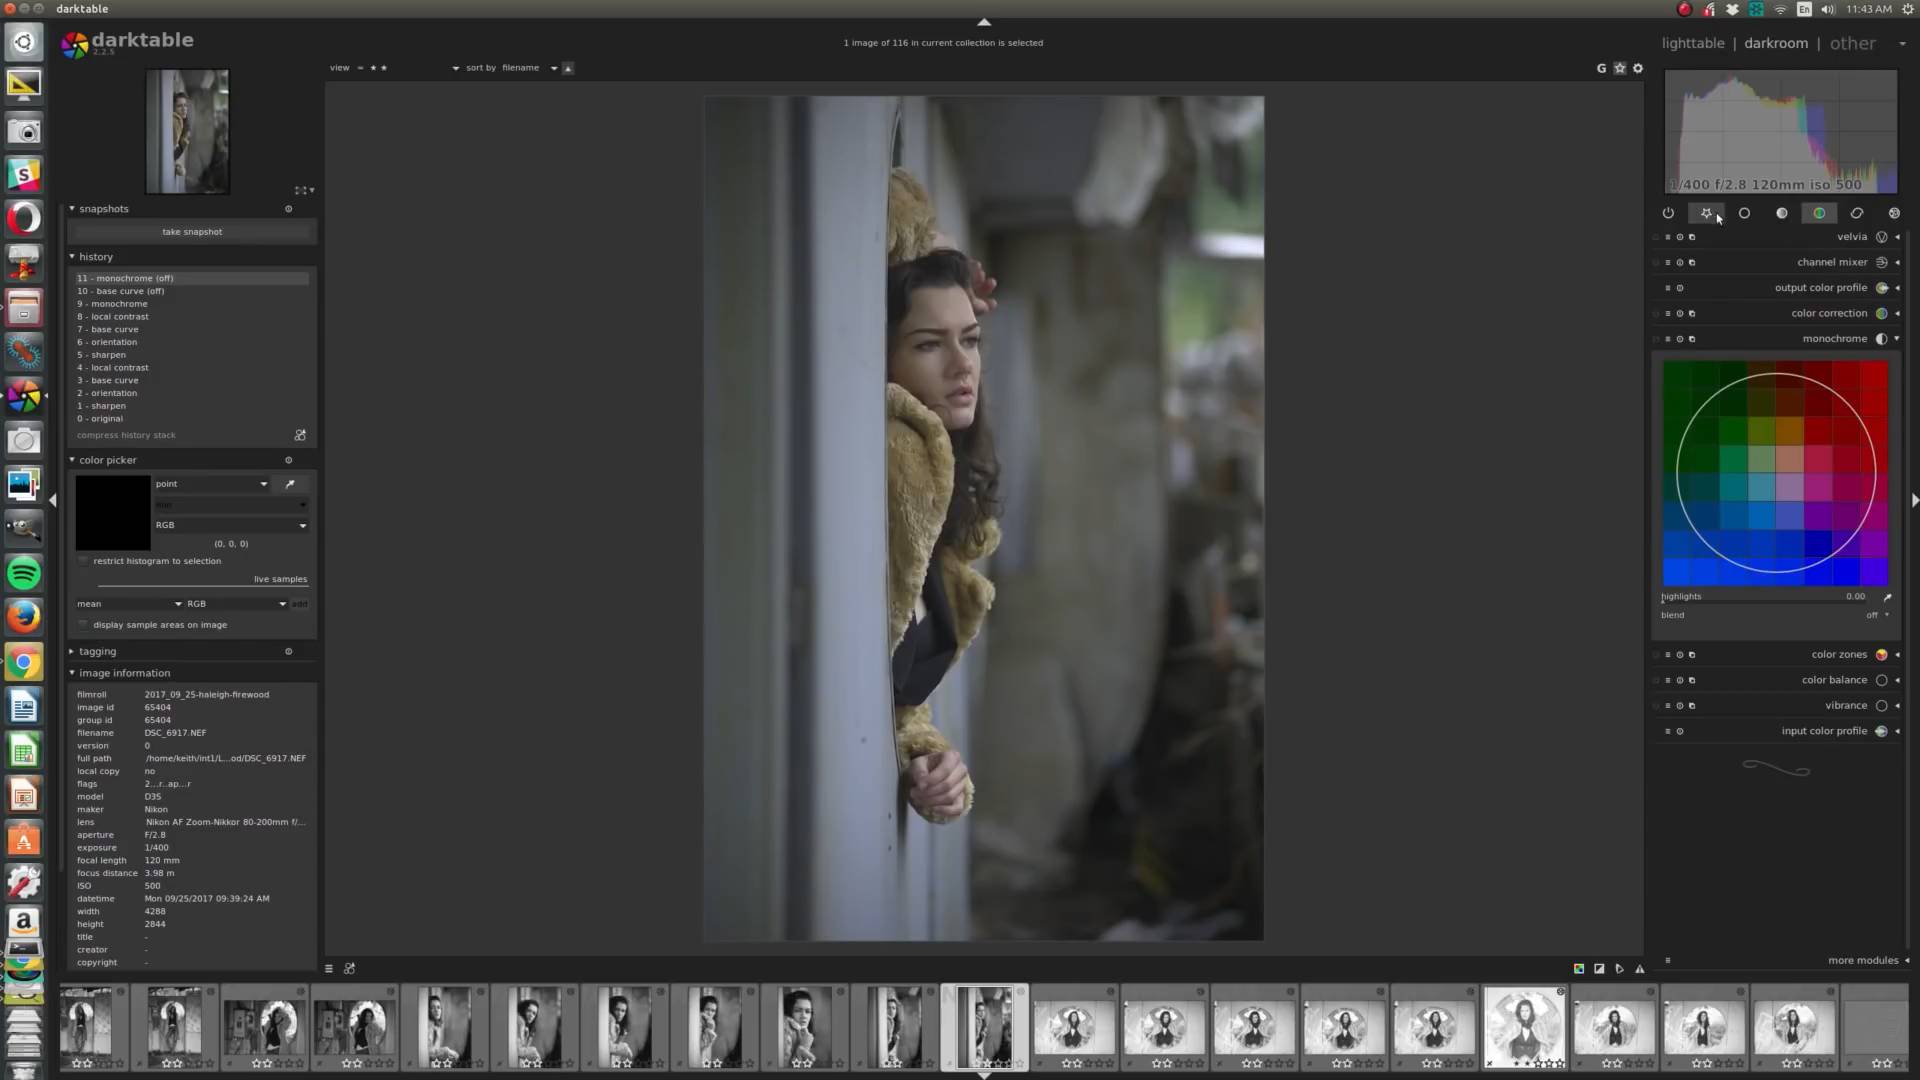 darktable
En
11:43 AM
darktable
2.2.5
1 image of 116 in current collection is selected
lighttable | darkroom | other
view = ★ ★ sort by filename
G
1/400 f/2.8 120mm iso 500
snapshots
take snapshot
history
11 - monochrome (off)
10 - base curve (off)
9 - monochrome
8 - local contrast
7 - base curve
6 - orientation
5 - sharpen
4 - local contrast
3 - base curve
2 - orientation
1 - sharpen
0 - original
compress history stack
color picker
point
RGB
(0, 0, 0)
restrict histogram to selection
live samples
mean RGB add
display sample areas on image
tagging
image information
filmroll 2017_09_25-haleigh-firewood
image id 65404
group id 65404
filename DSC_6917.NEF
version 0
full path /home/keith/int1/L...od/DSC_6917.NEF
local copy no
flags 2...r..ap...r
model D3S
maker Nikon
lens Nikon AF Zoom-Nikkor 80-200mm f/...
aperture F/2.8
exposure 1/400
focal length 120 mm
focus distance 3.98 m
ISO 500
datetime Mon 09/25/2017 09:39:24 AM
width 4288
height 2844
title -
creator -
copyright -
velvia
channel mixer
output color profile
color correction
monochrome
highlights 0.00
blend off
color zones
color balance
vibrance
input color profile
more modules